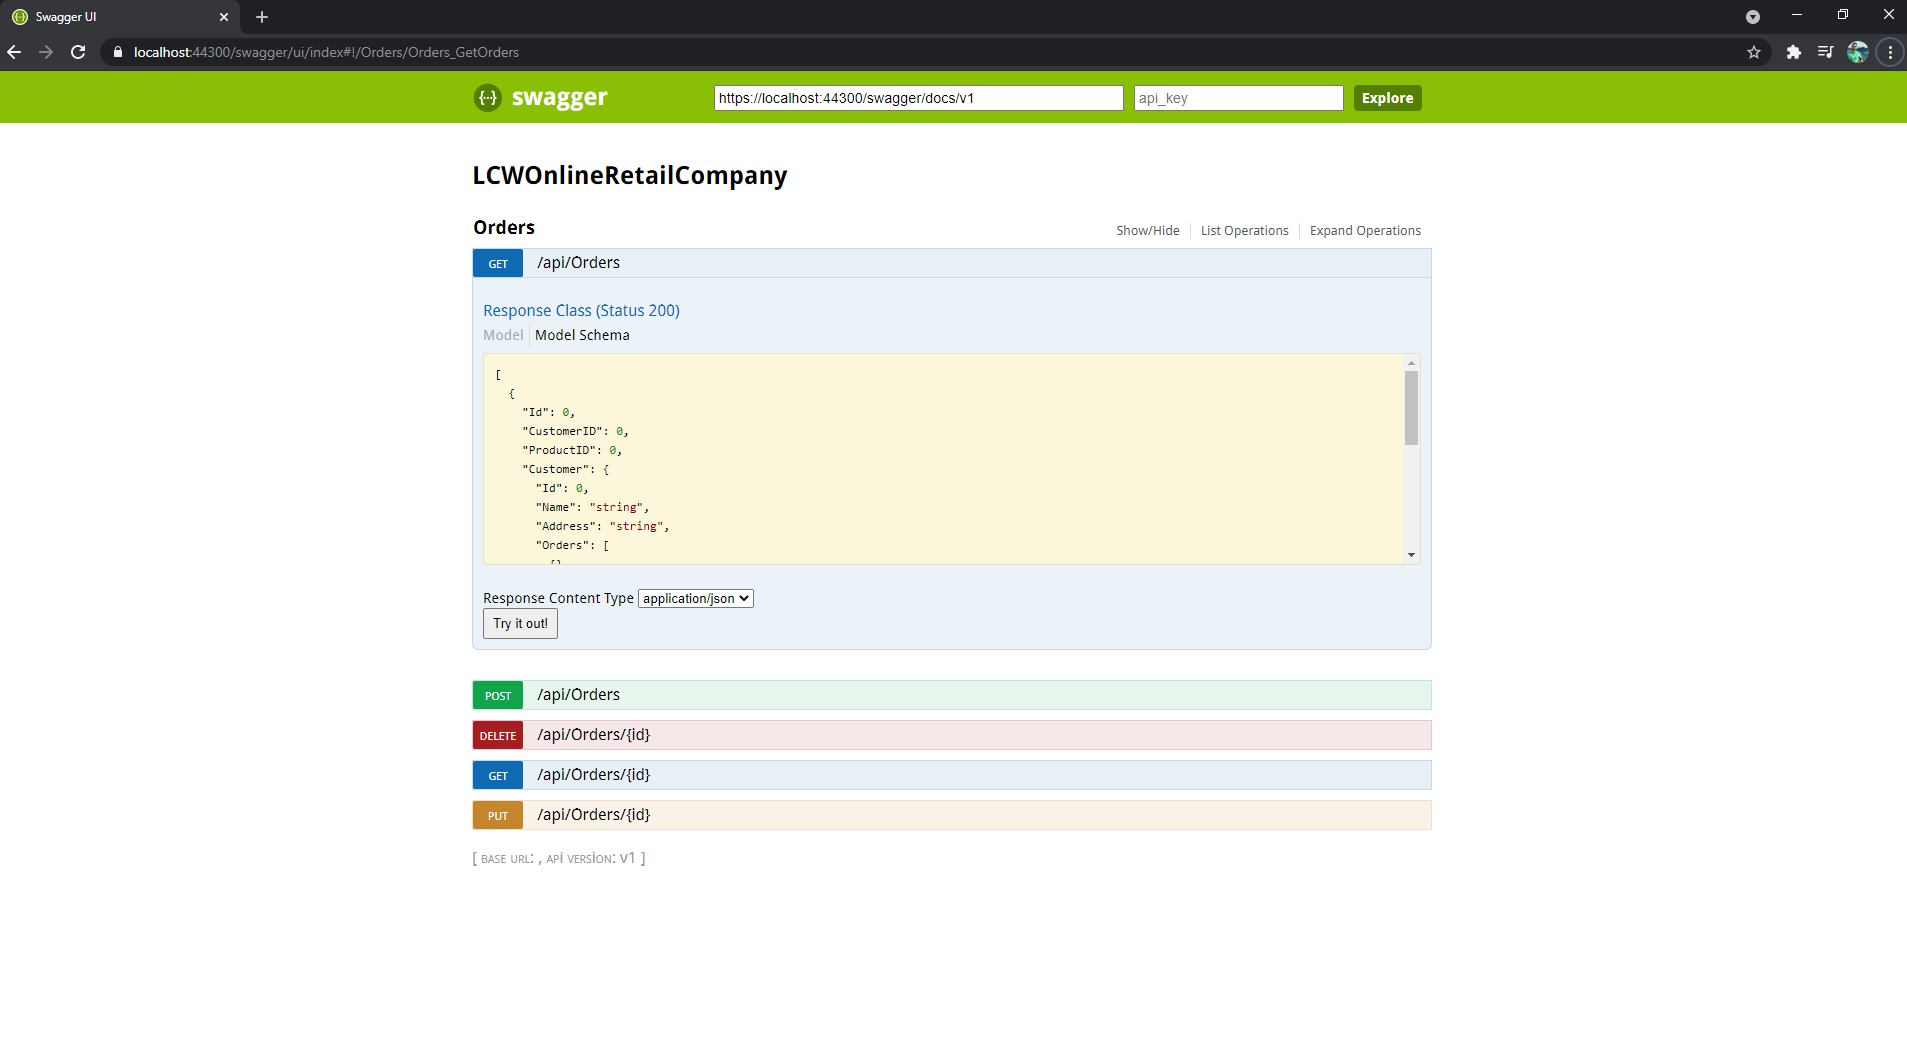 Swagger UI
localhost:44300/swagger/ui/index#!/Orders/Orders_GetOrders
{··} swagger
https://localhost:44300/swagger/docs/v1
api_key
Explore
LCWOnlineRetailCompany
Orders
Show/Hide
List Operations
Expand Operations
GET /api/Orders
Response Class (Status 200)
Model Model Schema
[
{
"Id": 0,
"CustomerID": 0,
"ProductID": 0,
"Customer": {
"Id": 0,
"Name": "string",
"Address": "string",
"Orders": [
{}
Response Content Type application/json
Try it out!
POST /api/Orders
DELETE /api/Orders/{id}
GET /api/Orders/{id}
PUT /api/Orders/{id}
[ BASE URL: , APİ VERSİON: V1 ]